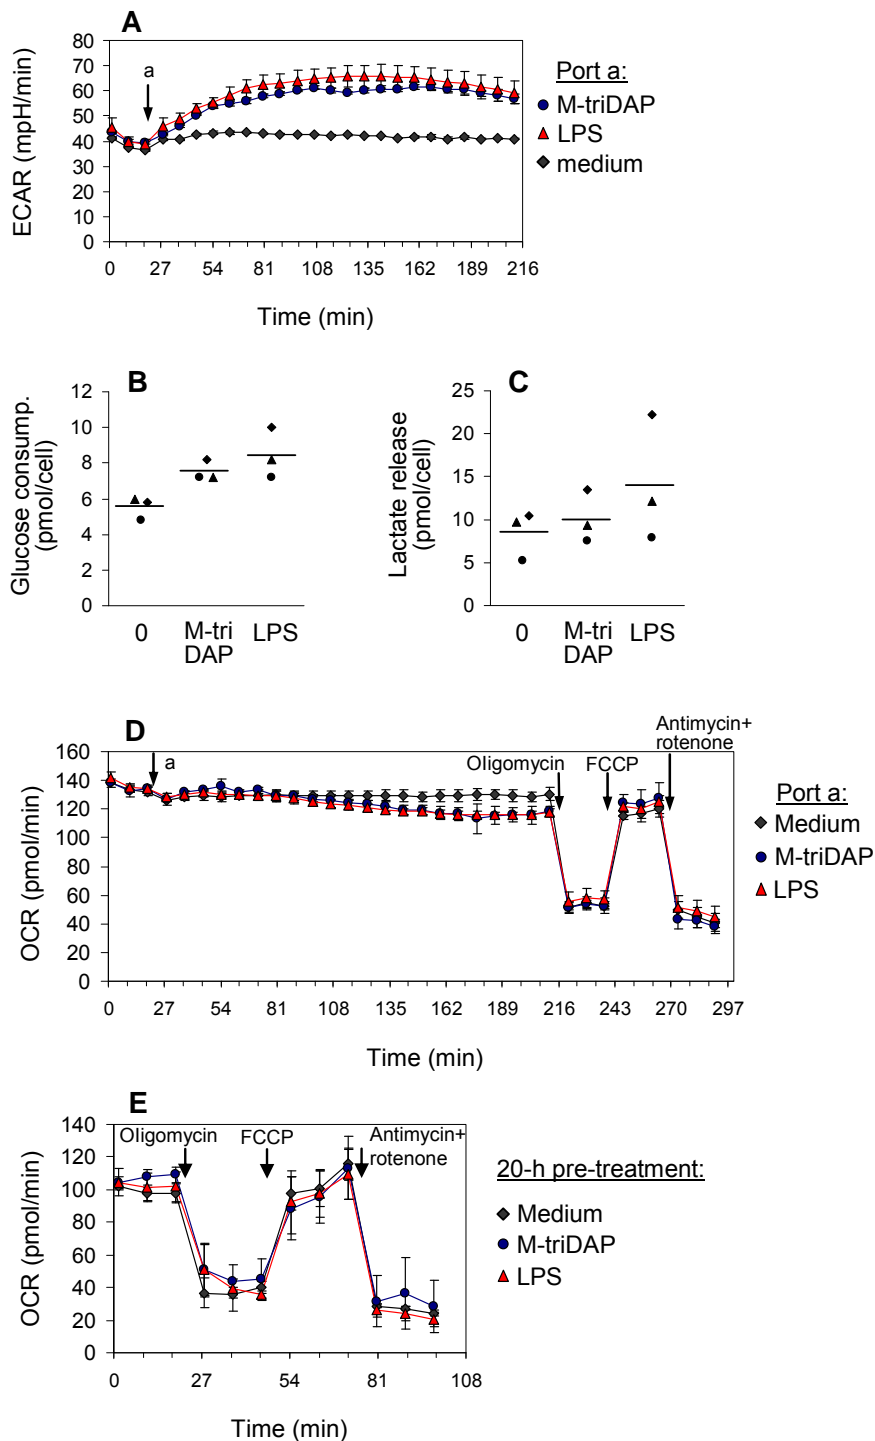 A
ECAR (mpH/min)
80
70
60
50
40
30
20
10
0
a
0 27 54 81 108 135 162 189 216
Time (min)
Port a:
M-triDAP
LPS
medium
B
Glucose consump.
(pmol/cell)
12
10
8
6
4
2
0
0 M-tri LPS
DAP
C
Lactate release
(pmol/cell)
25
20
15
10
5
0
0 M-tri LPS
DAP
D
OCR (pmol/min)
160
140
120
100
80
60
40
20
0
a
Oligomycin
FCCP
Antimycin+
rotenone
0 27 54 81 108 135 162 189 216 243 270 297
Time (min)
Port a:
Medium
M-triDAP
LPS
E
OCR (pmol/min)
140
120
100
80
60
40
20
0
Oligomycin
FCCP
Antimycin+
rotenone
0 27 54 81 108
Time (min)
20-h pre-treatment:
Medium
M-triDAP
LPS